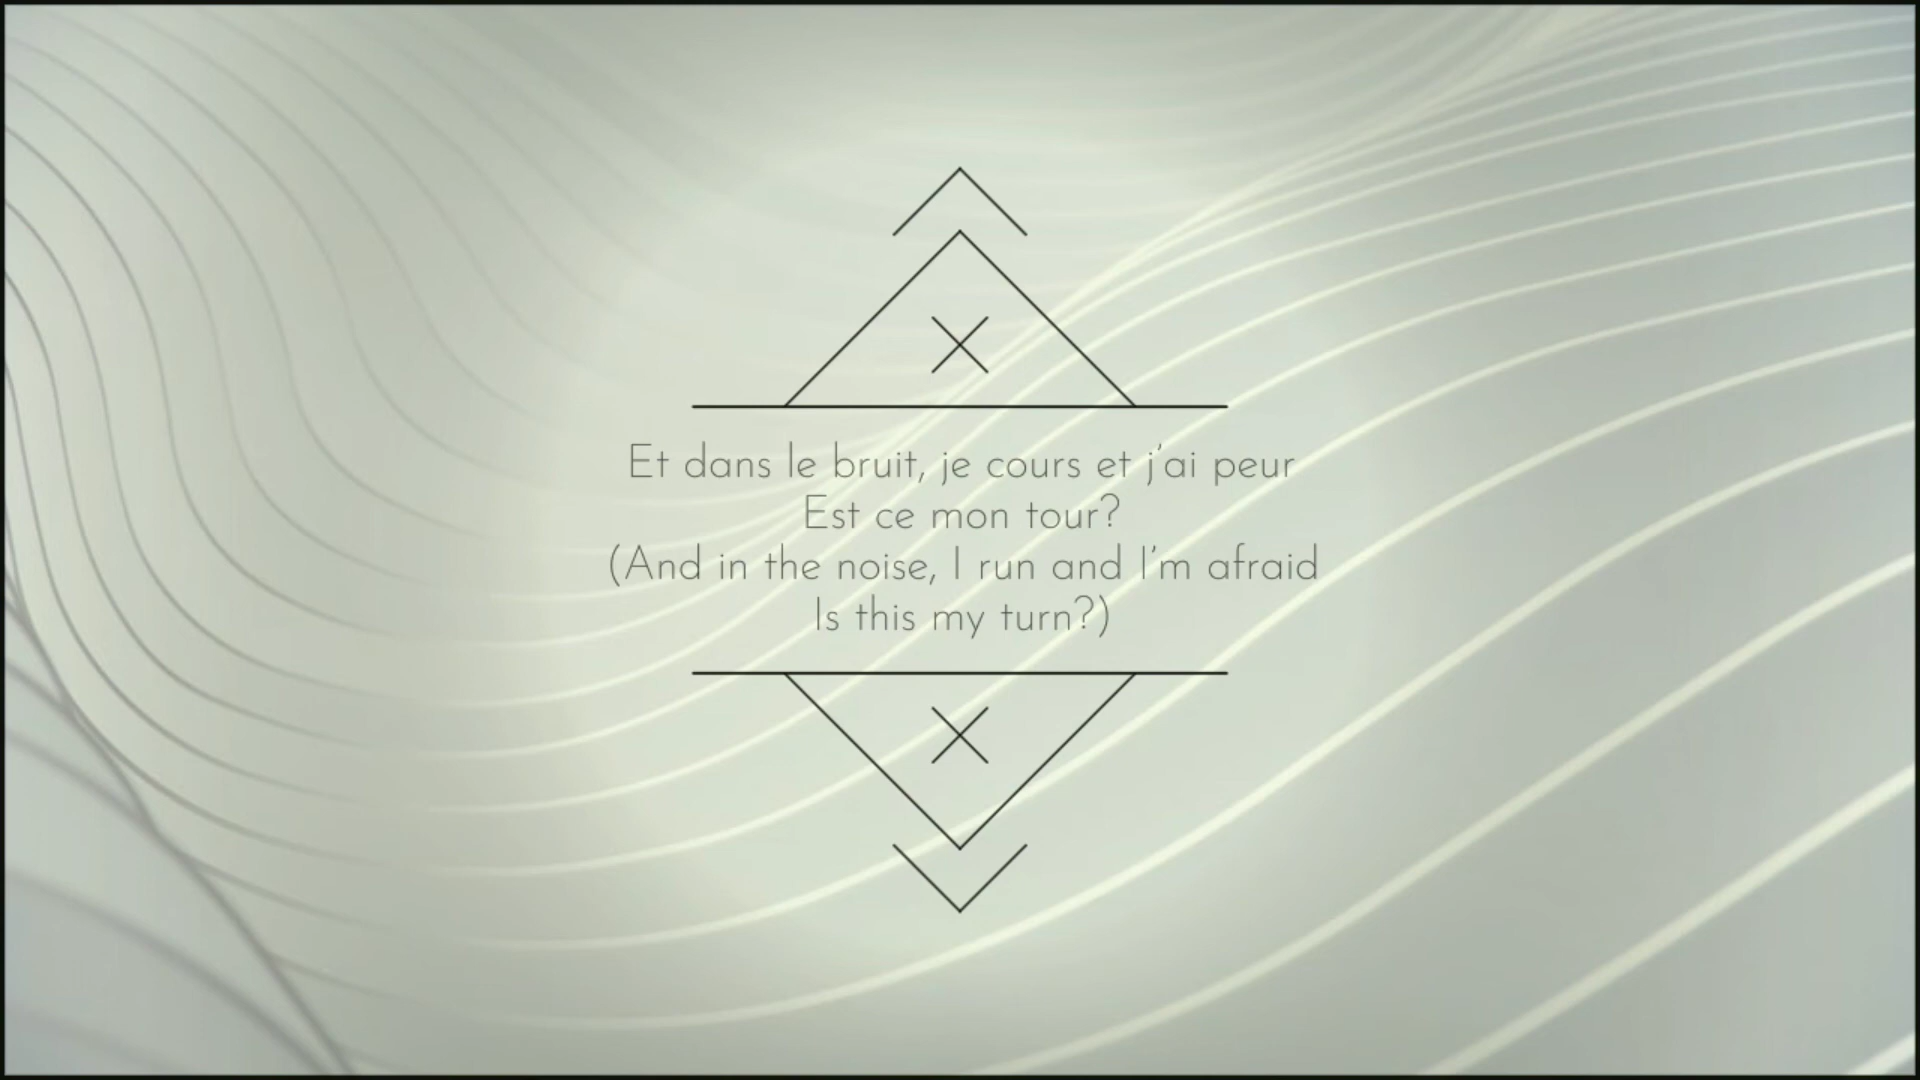 Et dans le bruit, je cours et j'ai peur
Est ce mon tour?
(And in the noise, I run and I'm afraid
Is this my turn?)